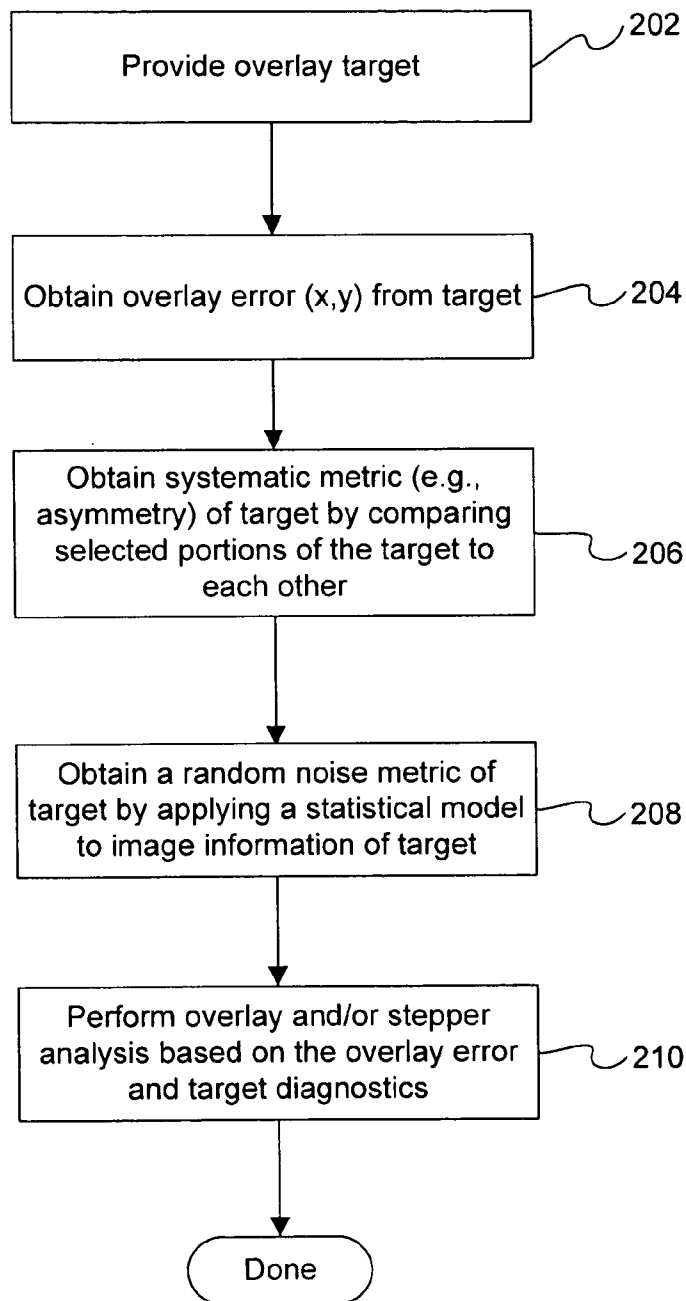 Provide overlay target
202
Obtain overlay error (x,y) from target
204
Obtain systematic metric (e.g.,
asymmetry) of target by comparing
selected portions of the target to
each other
206
Obtain a random noise metric of
target by applying a statistical model
to image information of target
208
Perform overlay and/or stepper
analysis based on the overlay error
and target diagnostics
210
Done